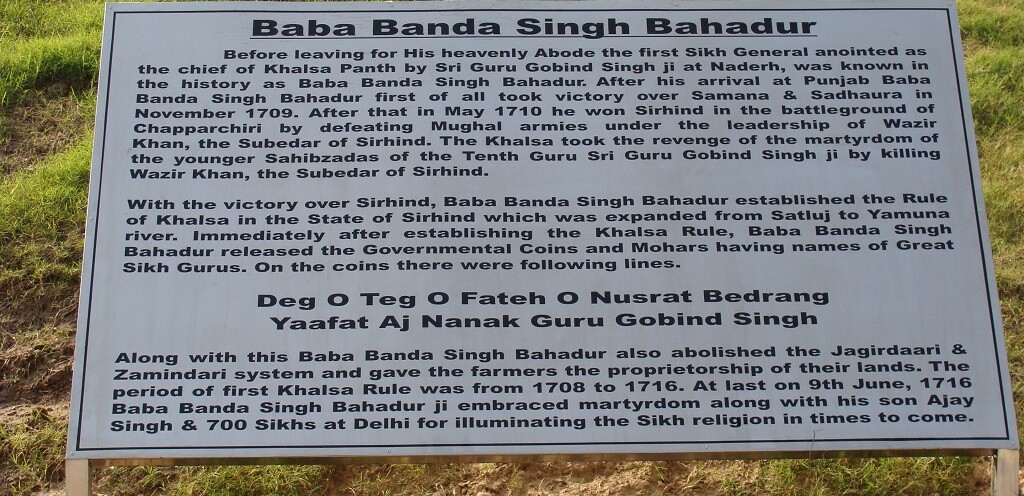 Baba Banda Singh Bahadur
Before leaving for His heavenly Abode the first Sikh General anointed as
the chief of Khalsa Panth by Sri Guru Gobind Singh ji at Naderh, was known in
the history as Baba Banda Singh Bahadur. After his arrival at Punjab Baba
Banda Singh Bahadur first of all took victory over Samana & Sadhaura in
November 1709. After that in May 1710 he won Sirhind in the battleground of
Chapparchiri by defeating Mughal armies under the leadership of Wazir
Khan, the Subedar of Sirhind. The Khalsa took the revenge of the martyrdom of
the younger Sahibzadas of the Tenth Guru Sri Guru Gobind Singh ji by killing
Wazir Khan, the Subedar of Sirhind.
With the victory over Sirhind, Baba Banda Singh Bahadur established the Rule
of Khalsa in the State of Sirhind which was expanded from Satluj to Yamuna
river. Immediately after establishing the Khalsa Rule, Baba Banda Singh
Bahadur released the Governmental Coins and Mohars having names of Great
Sikh Gurus. On the coins there were following lines.
Deg O Teg O Fateh O Nusrat Bedrang
Yaafat Aj Nanak Guru Gobind Singh
Along with this Baba Banda Singh Bahadur also abolished the Jagirdaari &
Zamindari system and gave the farmers the proprietorship of their lands. The
period of first Khalsa Rule was from 1708 to 1716. At last on 9th June, 1716
Baba Banda Singh Bahadur ji embraced martyrdom along with his son Ajay
Singh & 700 Sikhs at Delhi for illuminating the Sikh religion in times to come.